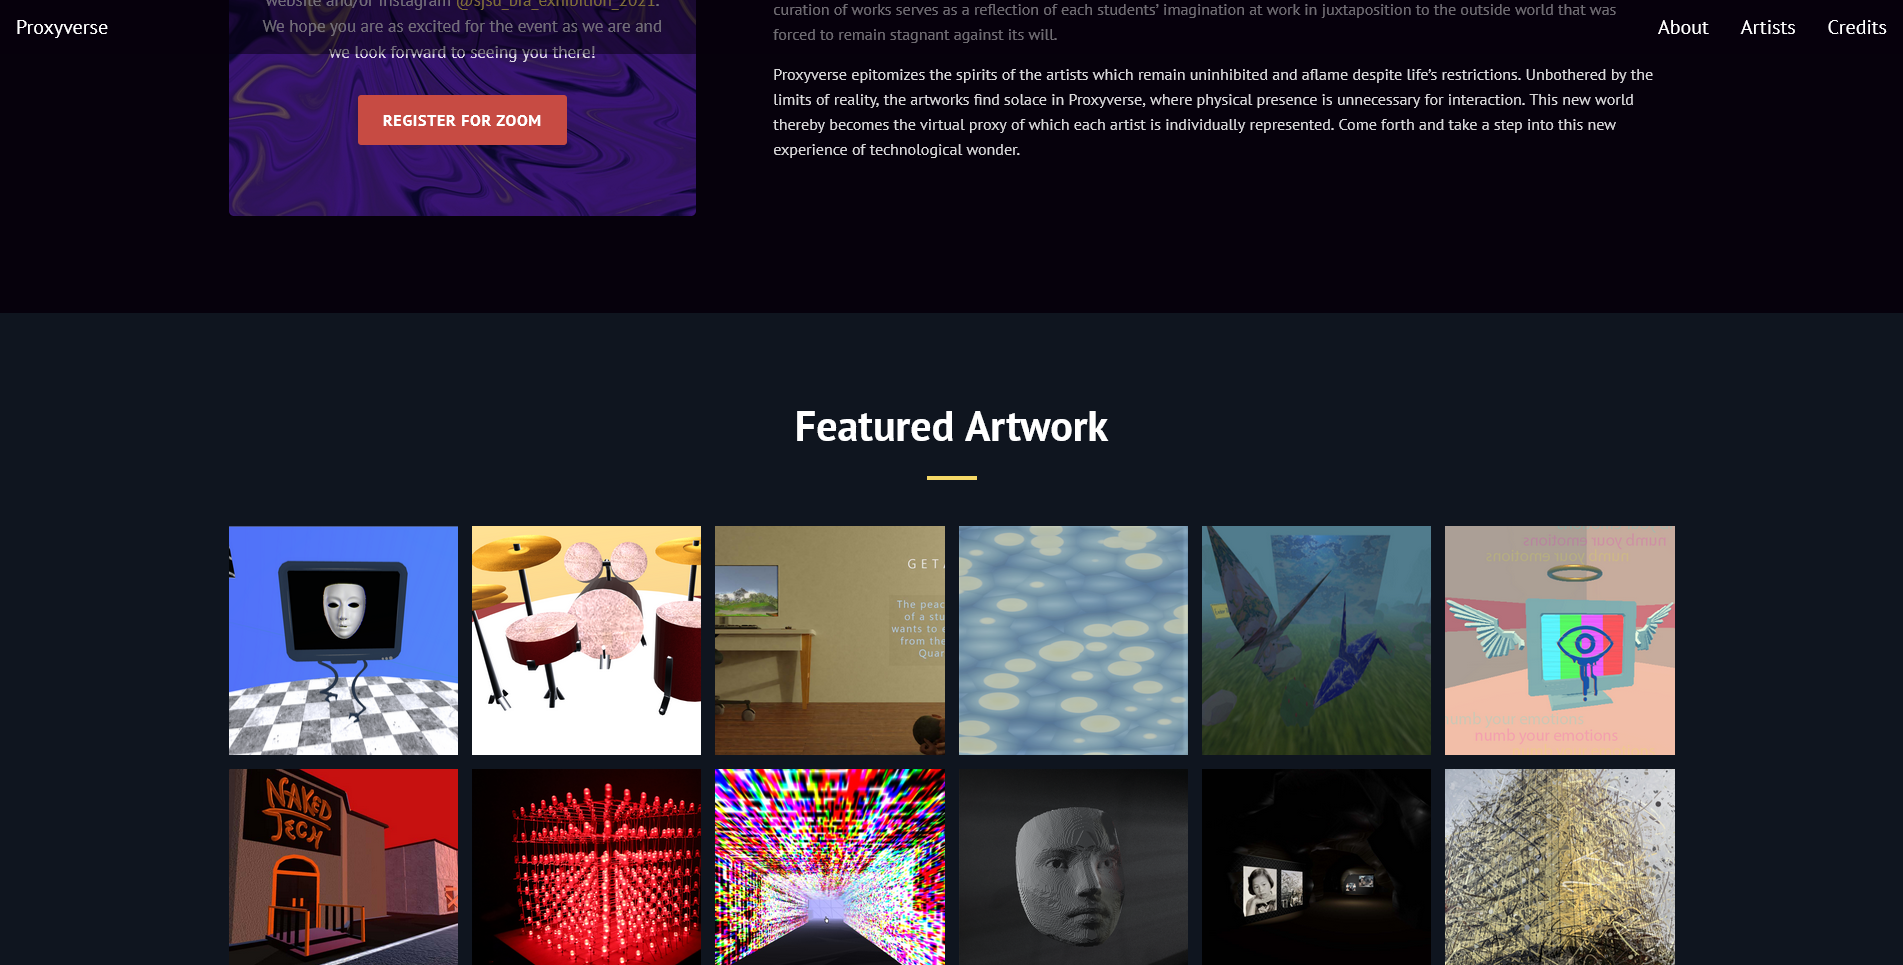 Proxyverse
About
Artists
Credits
website and/or Instagram @sjsu_bfa_exhibition_2021.
We hope you are as excited for the event as we are and
we look forward to seeing you there!
REGISTER FOR ZOOM
curation of works serves as a reflection of each students’ imagination at work in juxtaposition to the outside world that was
forced to remain stagnant against its will.
Proxyverse epitomizes the spirits of the artists which remain uninhibited and aflame despite life’s restrictions. Unbothered by the
limits of reality, the artworks find solace in Proxyverse, where physical presence is unnecessary for interaction. This new world
thereby becomes the virtual proxy of which each artist is individually represented. Come forth and take a step into this new
experience of technological wonder.
Featured Artwork
GETA
The peac
of a stu
wants to
from the
Quar
numb your emotions
numb your emotions
numb your emotions
numb your emotions
NAKED
TECH